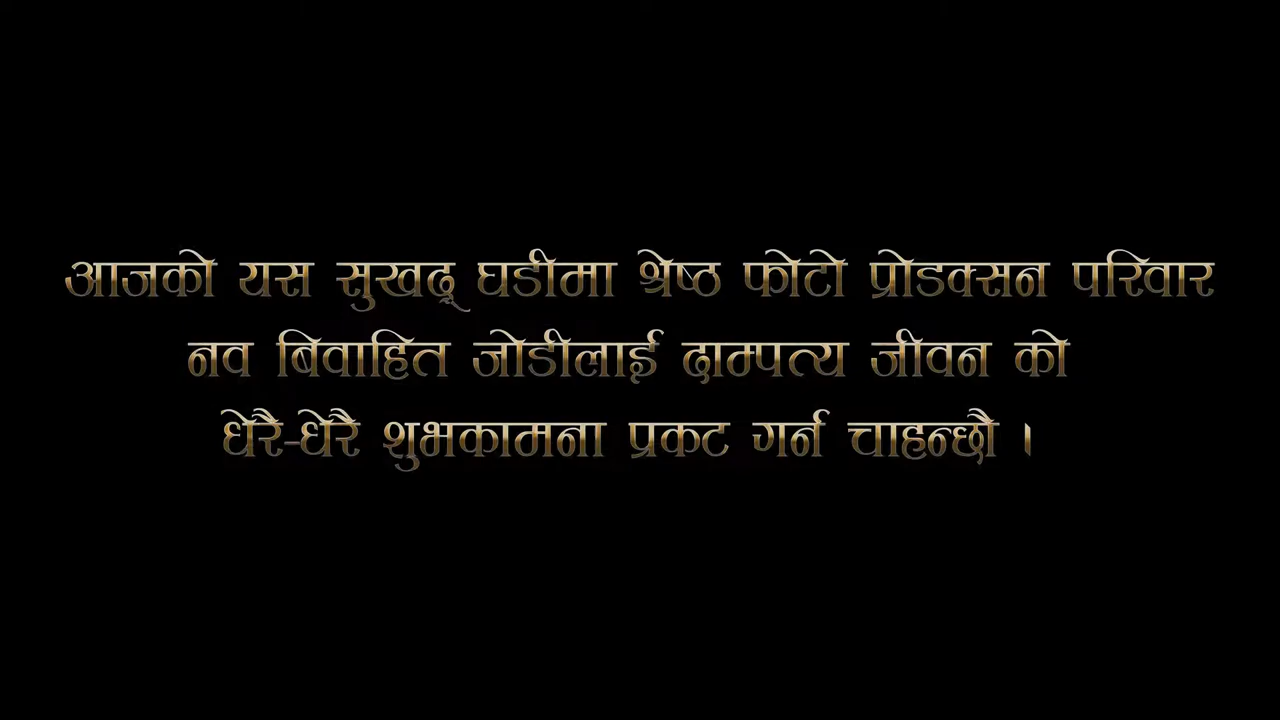 आजको यस सुखद् घडीमा श्रेष्ठ फोटो प्रोडक्सन परिवार
नव बिवाहित जोडीलाई दाम्पत्य जीवन को
धेरै-धेरै शुभकामना प्रकट गर्न चाहन्छौ ।